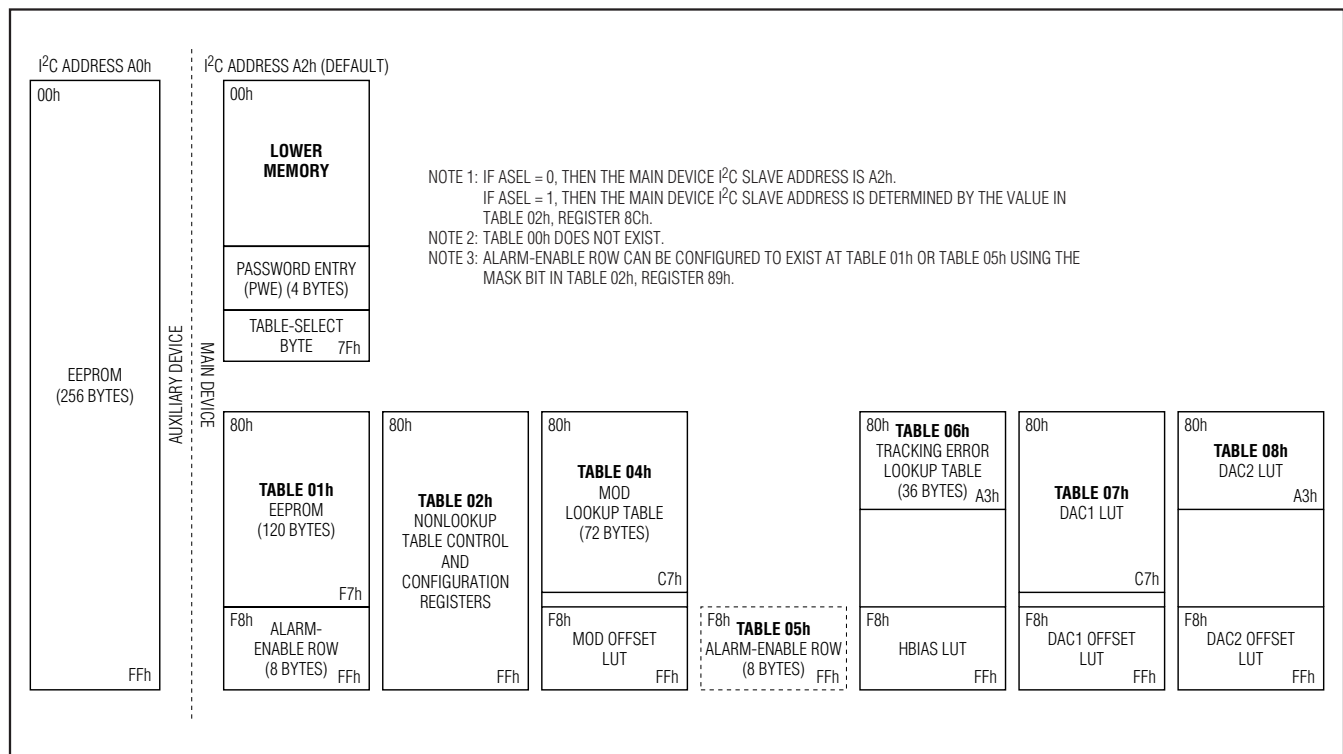 I²C ADDRESS A0h
00h
EEPROM
(256 BYTES)
FFh
AUXILIARY DEVICE
MAIN DEVICE
I²C ADDRESS A2h (DEFAULT)
00h
LOWER
MEMORY
PASSWORD ENTRY
(PWE) (4 BYTES)
TABLE-SELECT
BYTE 7Fh
NOTE 1: IF ASEL = 0, THEN THE MAIN DEVICE I²C SLAVE ADDRESS IS A2h.
IF ASEL = 1, THEN THE MAIN DEVICE I²C SLAVE ADDRESS IS DETERMINED BY THE VALUE IN
TABLE 02h, REGISTER 8Ch.
NOTE 2: TABLE 00h DOES NOT EXIST.
NOTE 3: ALARM-ENABLE ROW CAN BE CONFIGURED TO EXIST AT TABLE 01h OR TABLE 05h USING THE
MASK BIT IN TABLE 02h, REGISTER 89h.
80h
TABLE 01h
EEPROM
(120 BYTES)
F7h
F8h
ALARM-
ENABLE ROW
(8 BYTES) FFh
80h
TABLE 02h
NONLOOKUP
TABLE CONTROL
AND
CONFIGURATION
REGISTERS
FFh
80h
TABLE 04h
MOD
LOOKUP TABLE
(72 BYTES)
C7h
F8h
MOD OFFSET
LUT
FFh
F8h
TABLE 05h
ALARM-ENABLE ROW
(8 BYTES) FFh
80h TABLE 06h
TRACKING ERROR
LOOKUP TABLE
(36 BYTES) A3h
F8h
HBIAS LUT
FFh
80h
TABLE 07h
DAC1 LUT
C7h
F8h
DAC1 OFFSET
LUT
FFh
80h
TABLE 08h
DAC2 LUT
A3h
F8h
DAC2 OFFSET
LUT
FFh